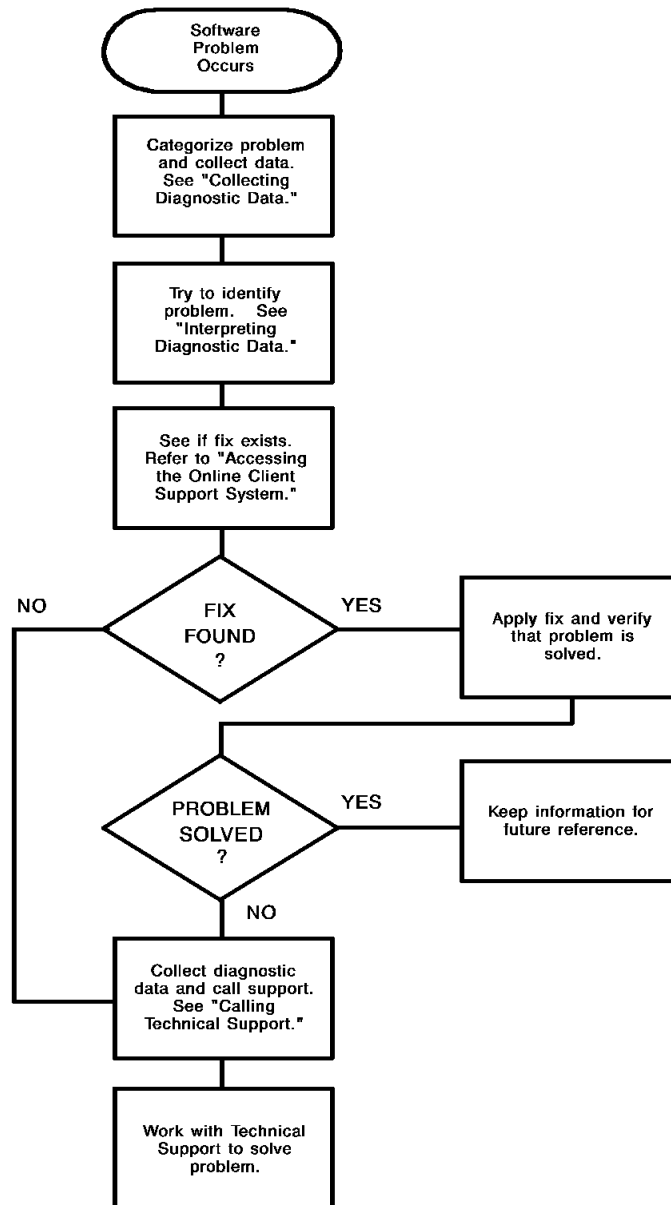 Software
Problem
Occurs
Categorize problem
and collect data.
See "Collecting
Diagnostic Data."
Try to identify
problem. See
"Interpreting
Diagnostic Data."
See if fix exists.
Refer to "Accessing
the Online Client
Support System."
NO
FIX
FOUND
?
YES
Apply fix and verify
that problem is
solved.
PROBLEM
SOLVED
?
YES
Keep information for
future reference.
NO
Collect diagnostic
data and call support.
See "Calling
Technical Support."
Work with Technical
Support to solve
problem.